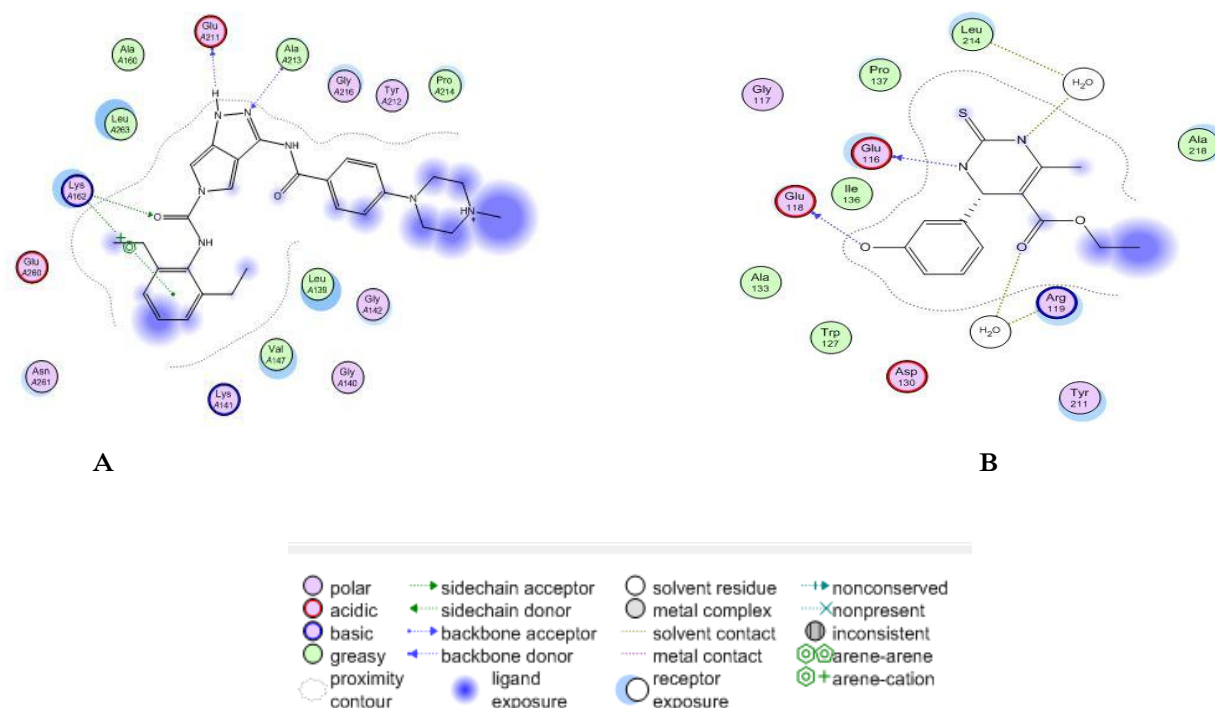 Glu
A211
Ala
A160
Ala
A213
Gly
A216
Tyr
A212
Pro
A214
Leu
A263
H
N
N
NH
O
N
Lys
A162
O
N
NH
N
HN
+
Glu
A260
Leu
A139
Gly
A142
Val
A147
Asn
A261
Lys
A141
Gly
A140
A
Leu
214
H₂O
Pro
137
Gly
117
S
N
Ala
218
Glu
116
N
Ile
136
Glu
118
O
O
O
Ala
133
Arg
119
H₂O
Trp
127
Asp
130
Tyr
211
B
polar
acidic
basic
greasy
proximity
contour
sidechain acceptor
sidechain donor
backbone acceptor
backbone donor
ligand
exposure
solvent residue
metal complex
solvent contact
metal contact
receptor
exposure
nonconserved
nonpresent
inconsistent
arene-arene
arene-cation